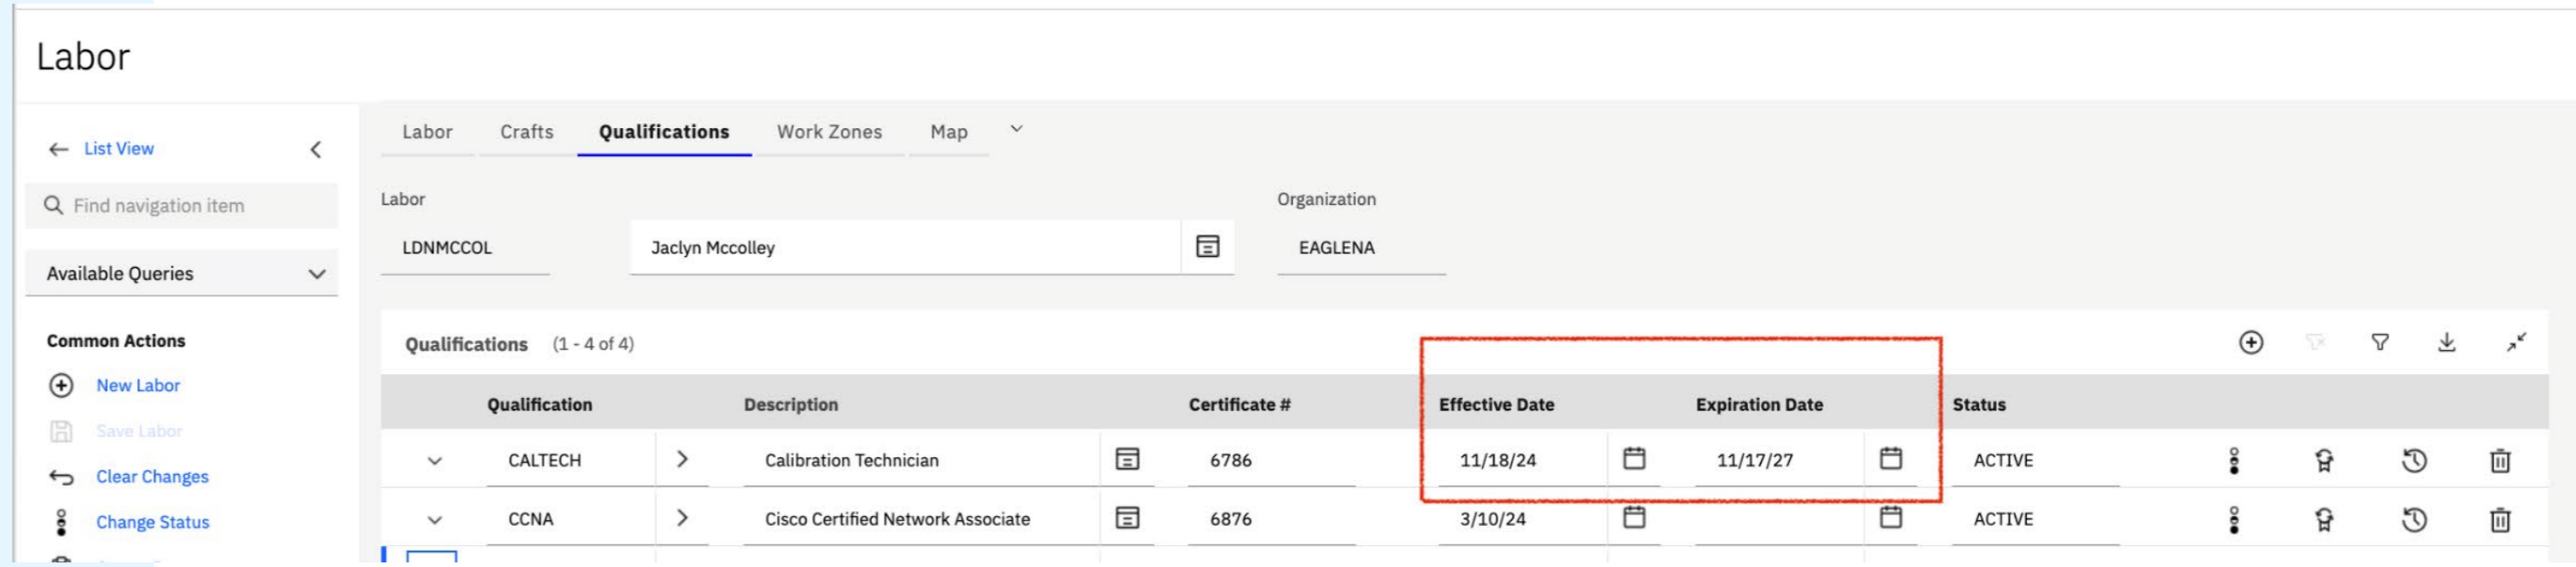 Labor
List View
Find navigation item
Available Queries
Common Actions
New Labor
Save Labor
Clear Changes
Change Status
Labor Crafts Qualifications Work Zones Map
Labor Organization
LDNMCCOL Jaclyn Mccolley EAGLENA
Qualifications (1 - 4 of 4)
Qualification Description Certificate # Effective Date Expiration Date Status
CALTECH Calibration Technician 6786 11/18/24 11/17/27 ACTIVE
CCNA Cisco Certified Network Associate 6876 3/10/24 ACTIVE